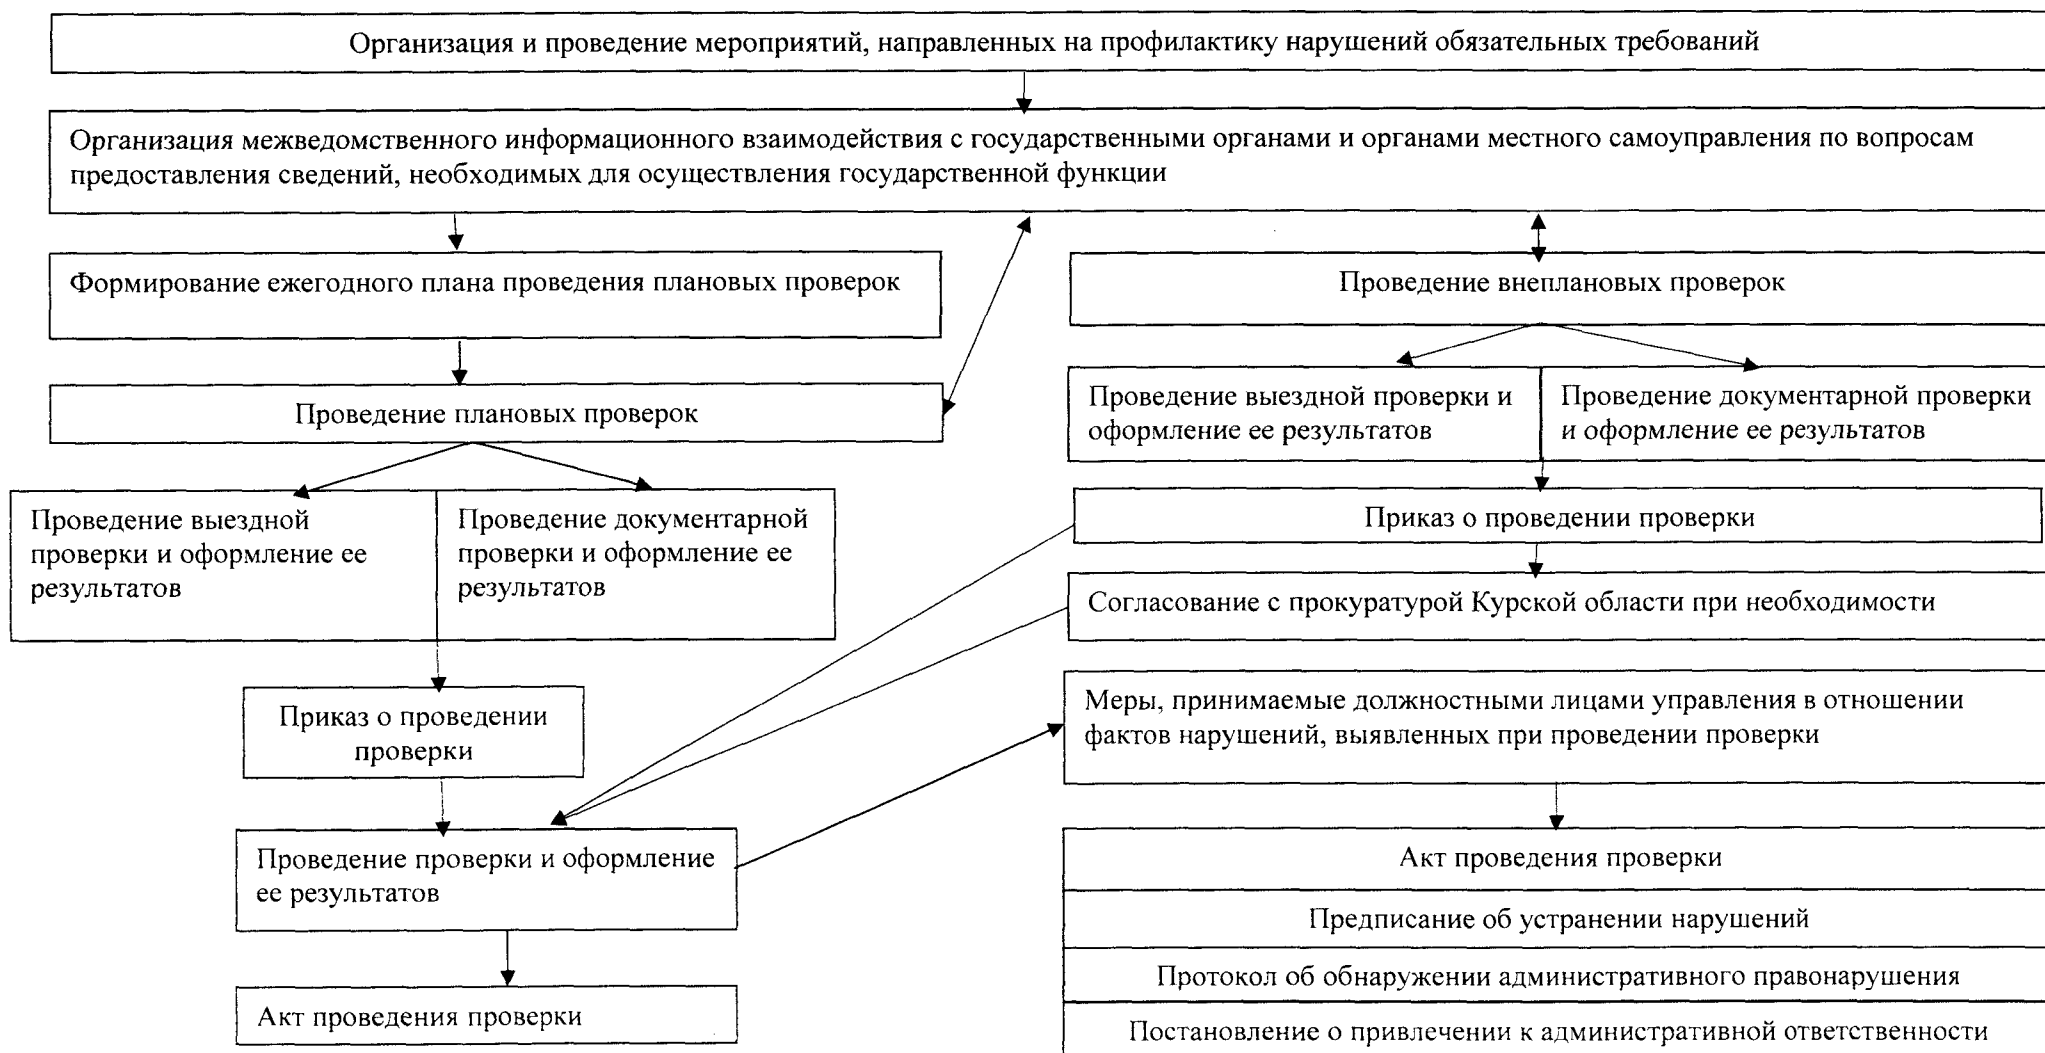 Организация и проведение мероприятий, направленных на профилактику нарушений обязательных требований
Организация межведомственного информационного взаимодействия с государственными органами и органами местного самоуправления по вопросам
предоставления сведений, необходимых для осуществления государственной функции
Формирование ежегодного плана проведения плановых проверок
Проведение плановых проверок
Проведение выездной
проверки и оформление ее
результатов
Проведение документарной
проверки и оформление ее
результатов
Приказ о проведении
проверки
Проведение проверки и оформление
ее результатов
Акт проведения проверки
Проведение внеплановых проверок
Проведение выездной проверки и
оформление ее результатов
Проведение документарной проверки
и оформление ее результатов
Приказ о проведении проверки
Согласование с прокуратурой Курской области при необходимости
Меры, принимаемые должностными лицами управления в отношении
фактов нарушений, выявленных при проведении проверки
Акт проведения проверки
Предписание об устранении нарушений
Протокол об обнаружении административного правонарушения
Постановление о привлечении к административной ответственности